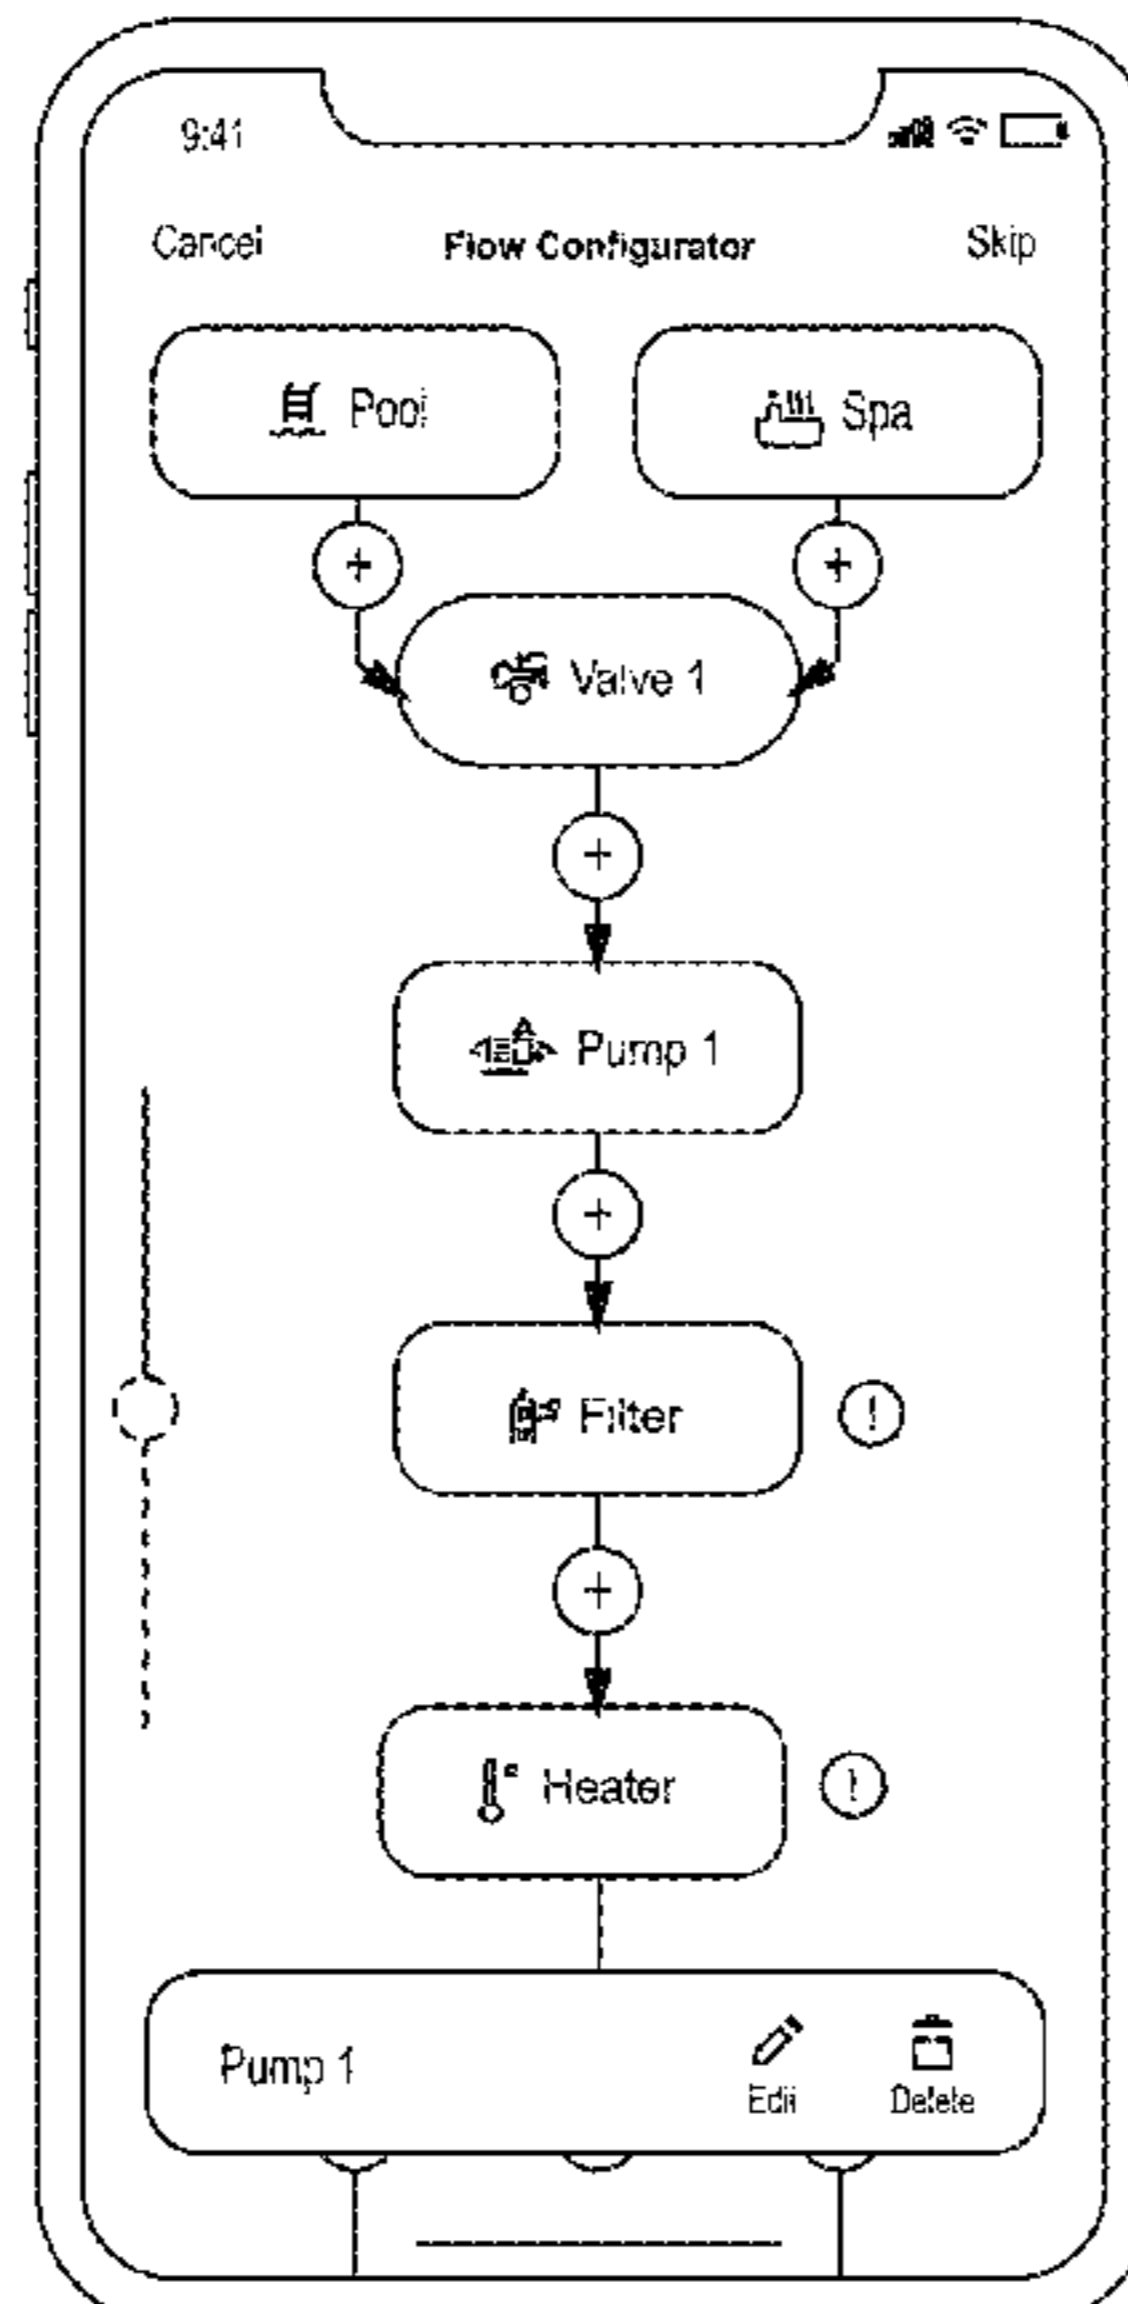 9:41
Cancel Flow Configurator Skip
Pool Spa
+ +
Valve 1
+
Pump 1
+
Filter !
+
Heater !
Pump 1 Edit Delete